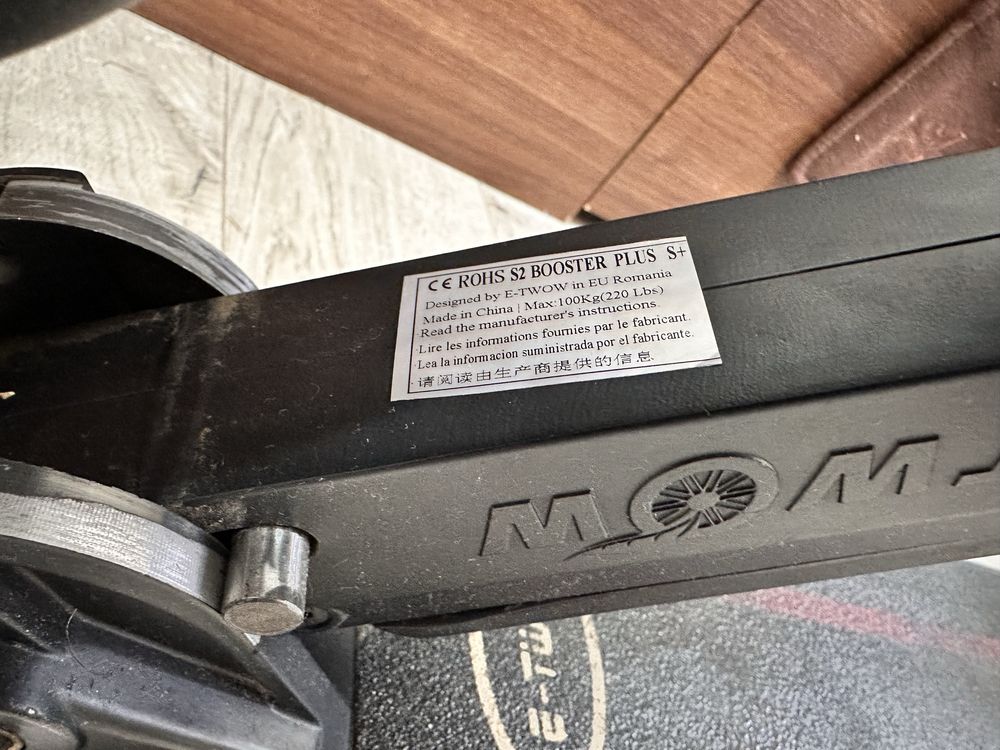 CE ROHS S2 BOOSTER PLUS S+
Designed by E-TWOW in EU Romania
Made in China | Max:100Kg(220 Lbs)
Read the manufacturer's instructions.
Lire les informations fournies par le fabricant.
Lea la informacion suministrada por el fabricante.
请阅读由生产商提供的信息
TWOW
E-TW